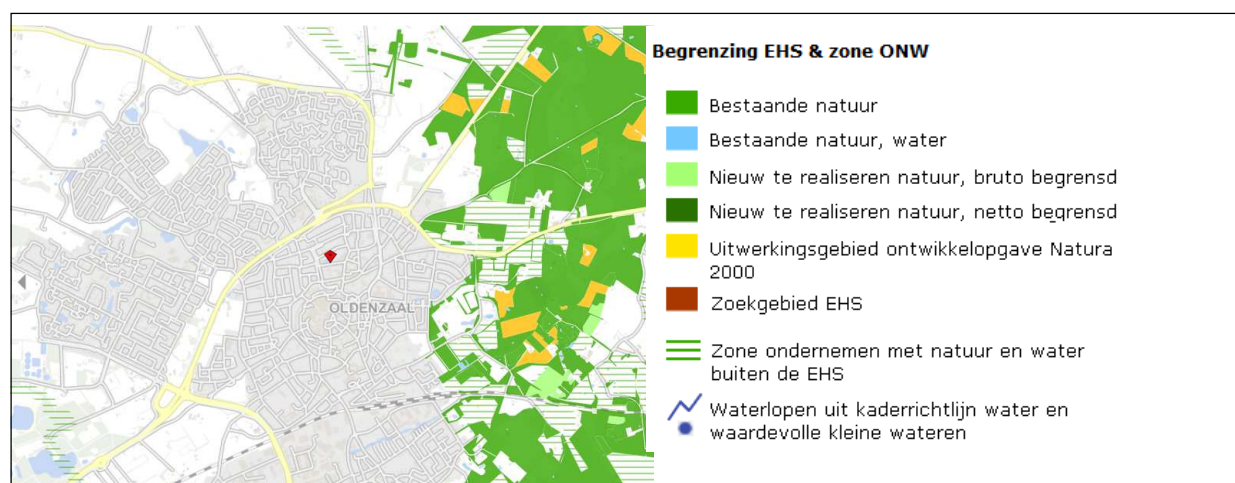 Begrenzing EHS & zone ONW
Bestaande natuur
Bestaande natuur, water
Nieuw te realiseren natuur, bruto begrensd
Nieuw te realiseren natuur, netto begrensd
Uitwerkingsgebied ontwikkelopgave Natura
2000
Zoekgebied EHS
OLDENZAAL
Zone ondernemen met natuur en water
buiten de EHS
Waterlopen uit kaderrichtlijn water en
waardevolle kleine wateren